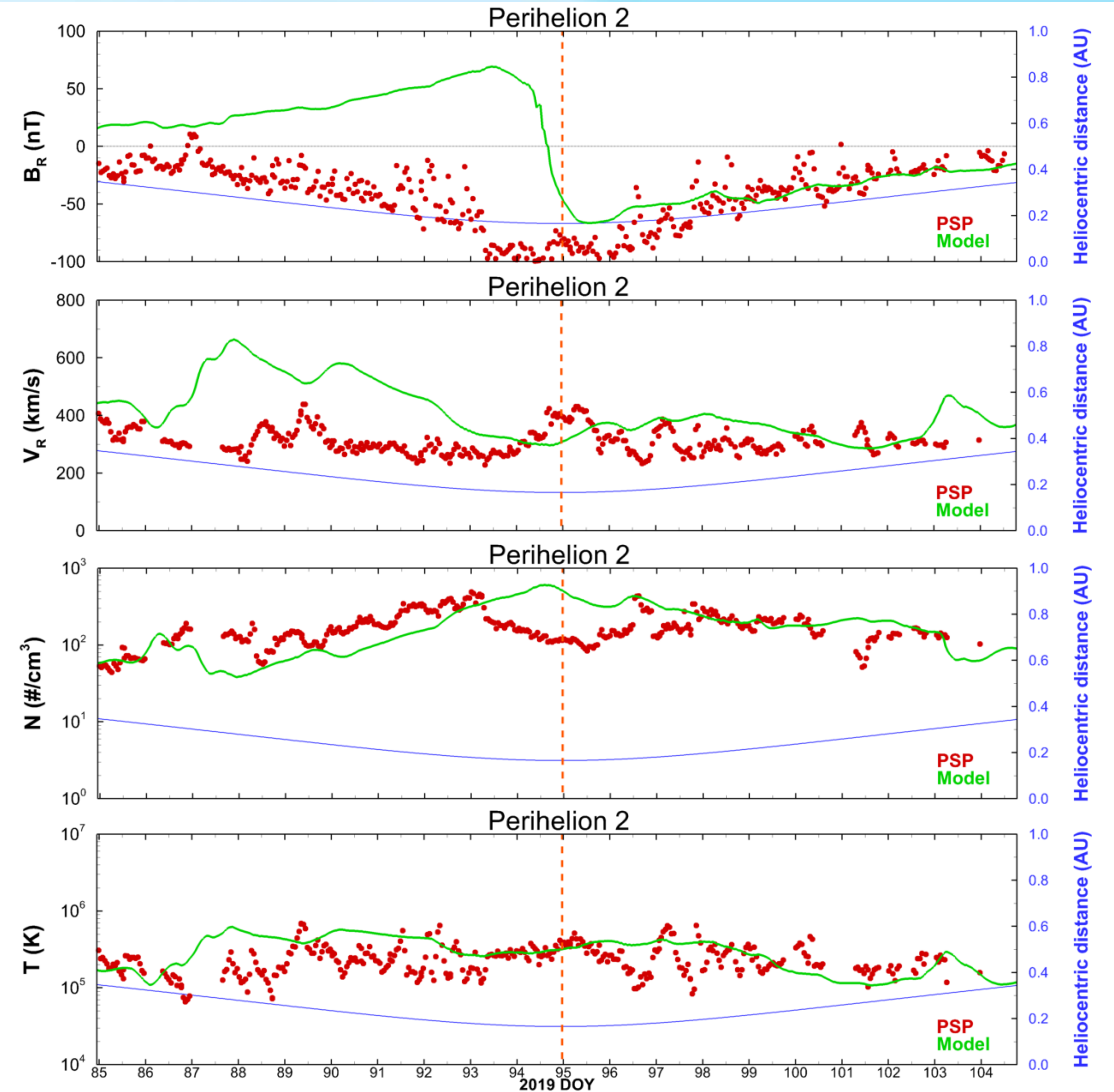 Perihelion 2
100
50
0
-50
-100
B_R (nT)
1.0
0.8
0.6
0.4
0.2
0.0
Heliocentric distance (AU)
PSP
Model
Perihelion 2
800
600
400
200
0
V_R (km/s)
1.0
0.8
0.6
0.4
0.2
0.0
Heliocentric distance (AU)
PSP
Model
Perihelion 2
10³
10²
10¹
10⁰
N (#/cm³)
1.0
0.8
0.6
0.4
0.2
0.0
Heliocentric distance (AU)
PSP
Model
Perihelion 2
10⁷
10⁶
10⁵
10⁴
T (K)
1.0
0.8
0.6
0.4
0.2
0.0
Heliocentric distance (AU)
PSP
Model
85 86 87 88 89 90 91 92 93 94 95 96 97 98 99 100 101 102 103 104
2019 DOY